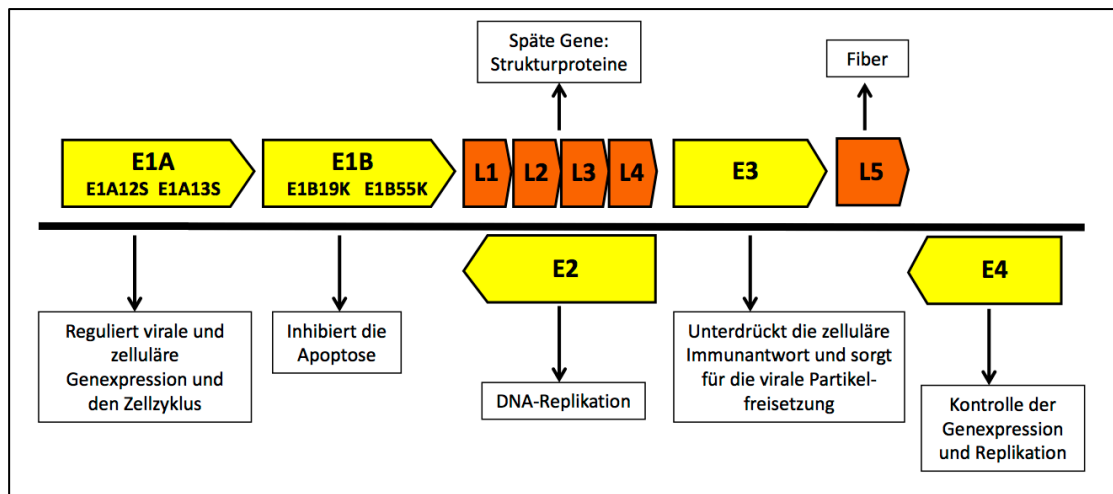 Späte Gene:
Strukturproteine
Fiber
E1A
E1A12S E1A13S
E1B
E1B19K E1B55K
L1
L2
L3
L4
E3
L5
E2
E4
Reguliert virale und
zelluläre
Genexpression und
den Zellzyklus
Inhibiert die
Apoptose
DNA-Replikation
Unterdrückt die zelluläre
Immunantwort und sorgt
für die virale Partikel-
freisetzung
Kontrolle der
Genexpression
und Replikation